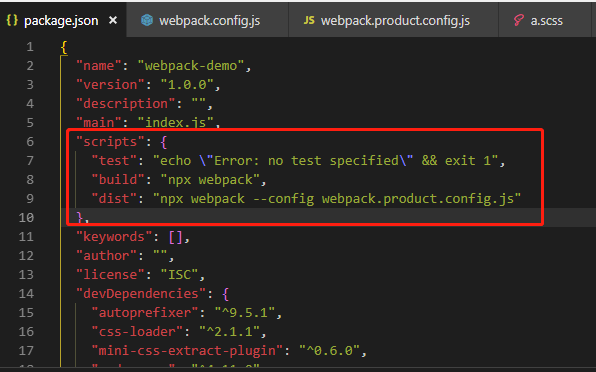 package.json × webpack.config.js JS webpack.product.config.js a.scss
1 {
2 "name": "webpack-demo",
3 "version": "1.0.0",
4 "description": "",
5 "main": "index.js",
6 "scripts": {
7 "test": "echo \"Error: no test specified\" && exit 1",
8 "build": "npx webpack",
9 "dist": "npx webpack --config webpack.product.config.js"
10 },
11 "keywords": [],
12 "author": "",
13 "license": "ISC",
14 "devDependencies": {
15 "autoprefixer": "^9.5.1",
16 "css-loader": "^2.1.1",
17 "mini-css-extract-plugin": "^0.6.0",